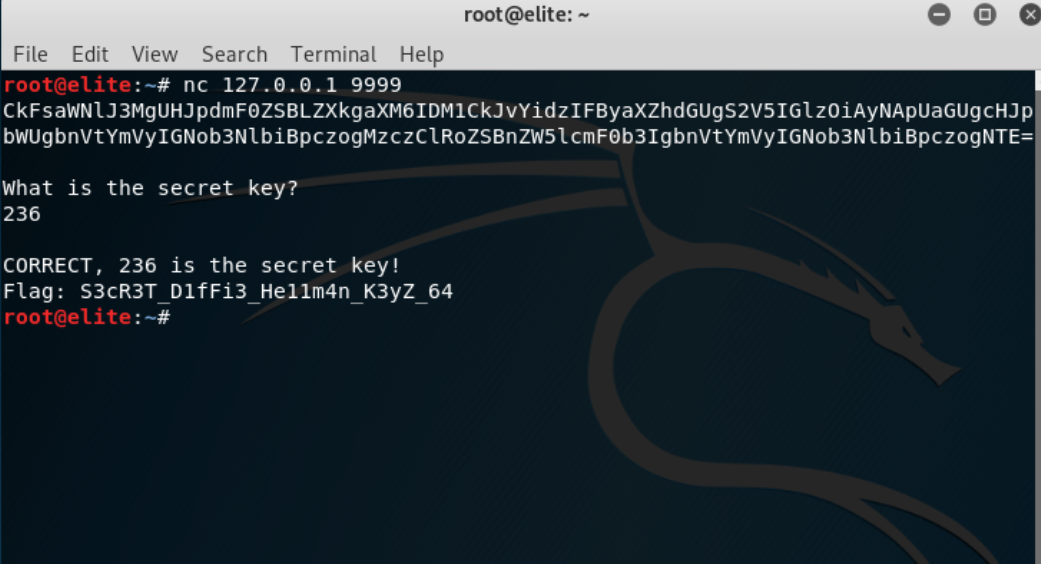 root@elite: ~
File Edit View Search Terminal Help
root@elite:~# nc 127.0.0.1 9999
CkFsaWNlJ3MgUHJpdmF0ZSBLZXkgaXM6IDM1CkJvYidzIFByaXZhdGUgS2V5IGlzOiAyNApUaGUgcHJp
bWUgbnVtYmVyIGNob3NlbiBpczogMzczClRoZSBnZW5lcmF0b3IgbnVtYmVyIGNob3NlbiBpczogNTE=
What is the secret key?
236
CORRECT, 236 is the secret key!
Flag: S3cR3T_D1fFi3_He11m4n_K3yZ_64
root@elite:~#